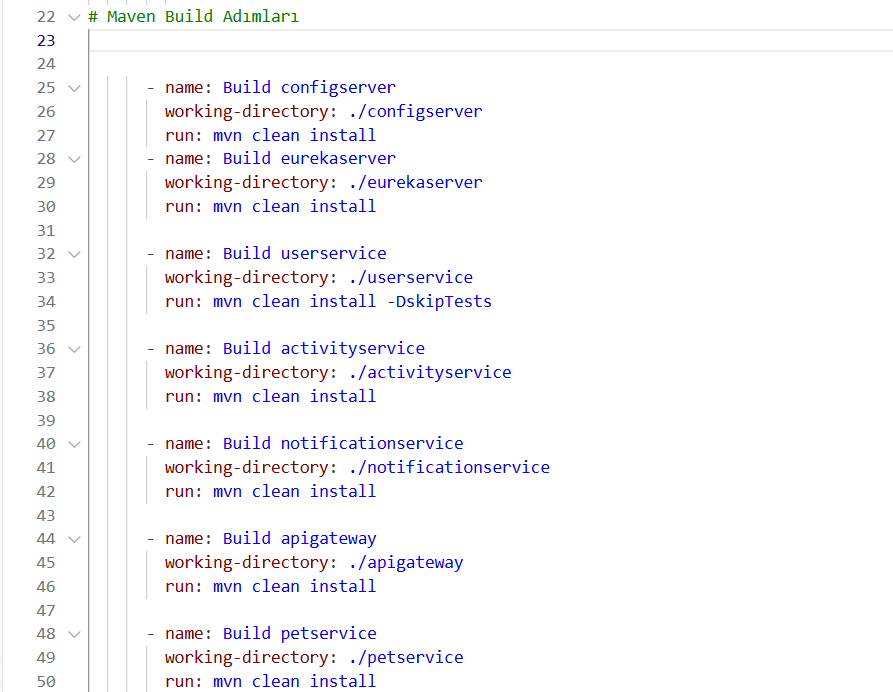 22 # Maven Build Adımları
23
24
25 - name: Build configserver
26 working-directory: ./configserver
27 run: mvn clean install
28 - name: Build eurekaserver
29 working-directory: ./eurekaserver
30 run: mvn clean install
31
32 - name: Build userservice
33 working-directory: ./userservice
34 run: mvn clean install -DskipTests
35
36 - name: Build activityservice
37 working-directory: ./activityservice
38 run: mvn clean install
39
40 - name: Build notificationservice
41 working-directory: ./notificationservice
42 run: mvn clean install
43
44 - name: Build apigateway
45 working-directory: ./apigateway
46 run: mvn clean install
47
48 - name: Build petservice
49 working-directory: ./petservice
50 run: mvn clean install